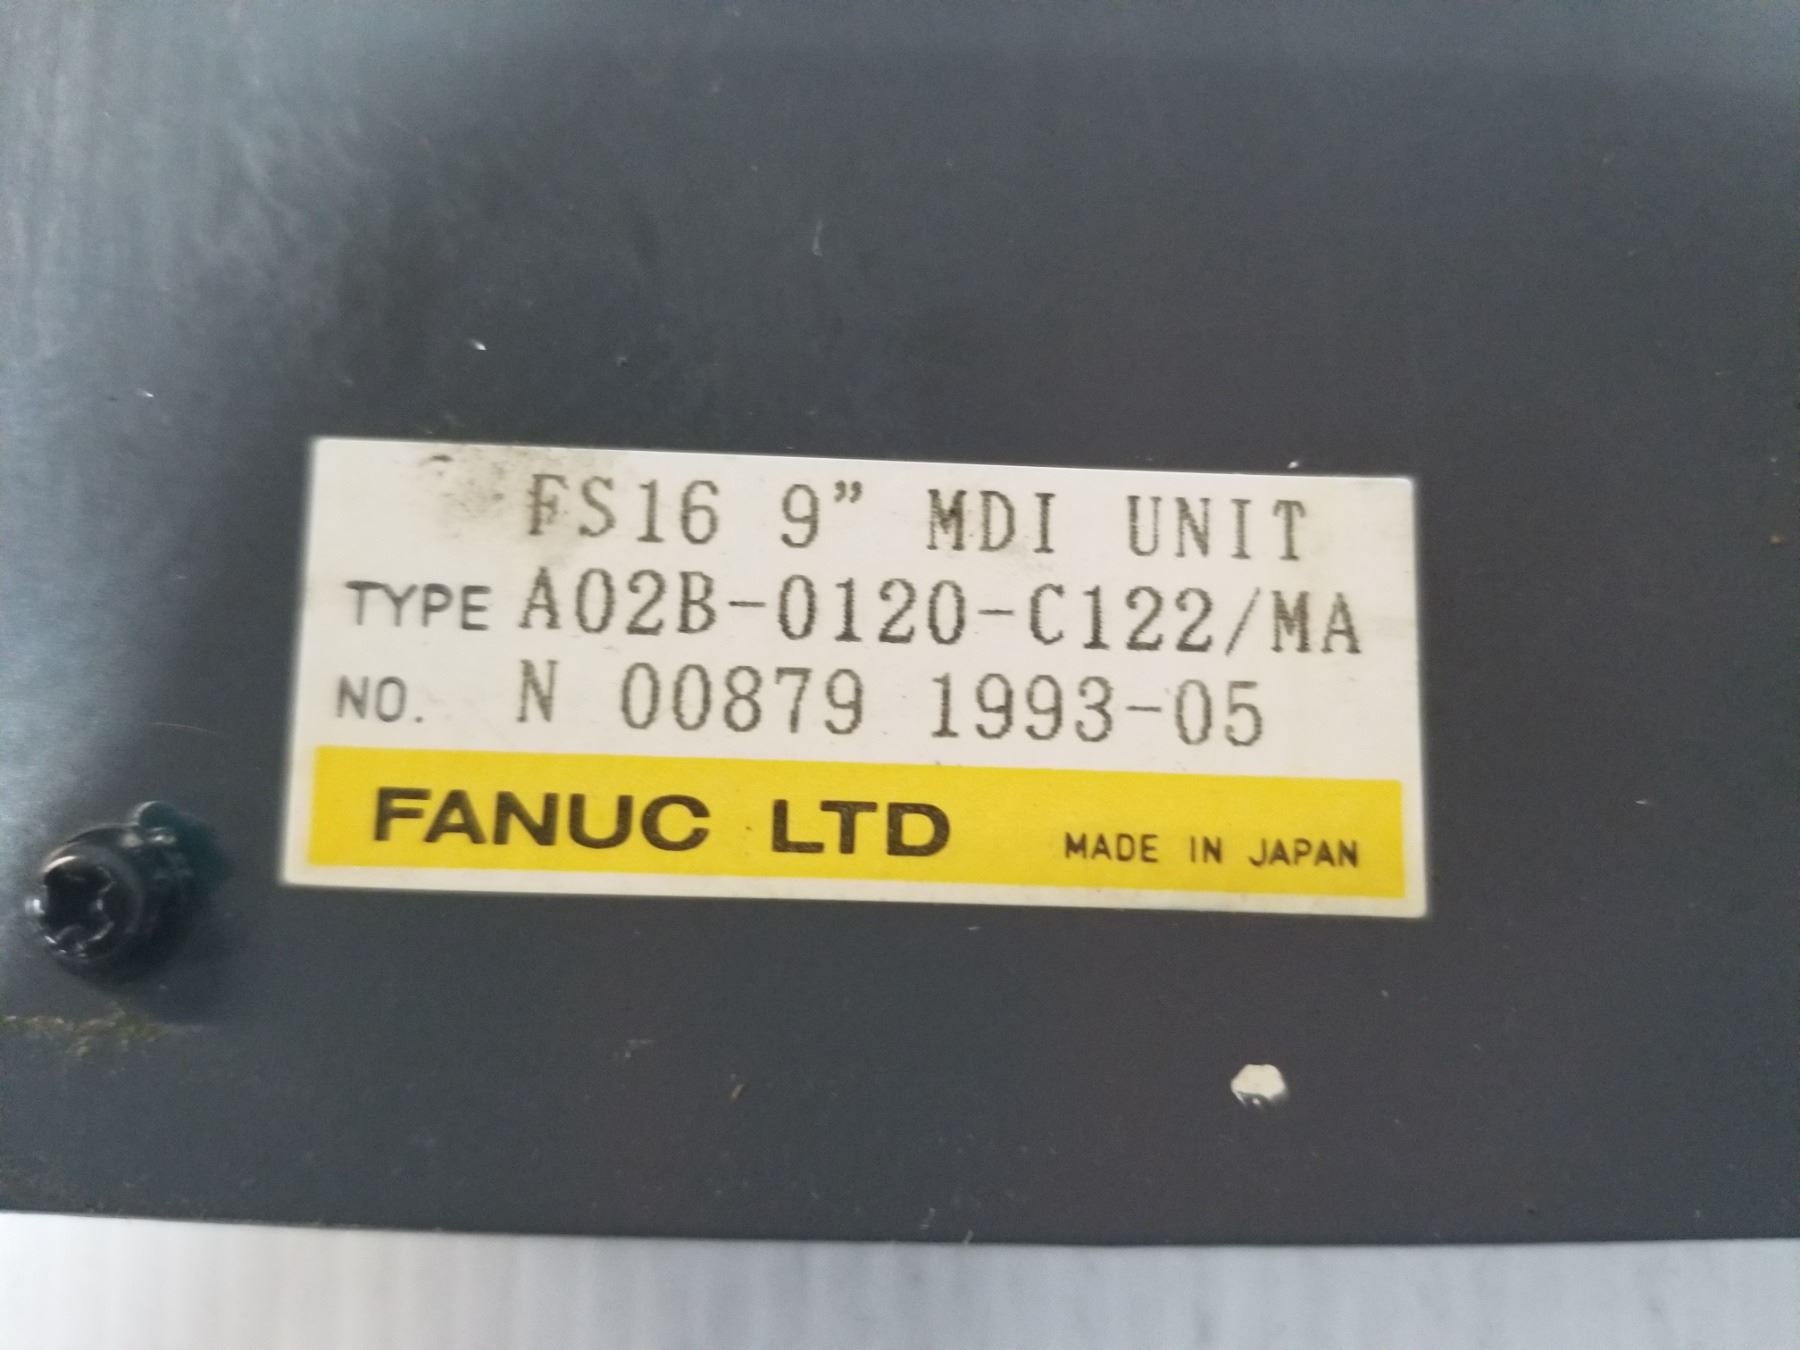 FS16 9” MDI UNIT
TYPE A02B-0120-C122/MA
NO. N 00879 1993-05
FANUC LTD MADE IN JAPAN